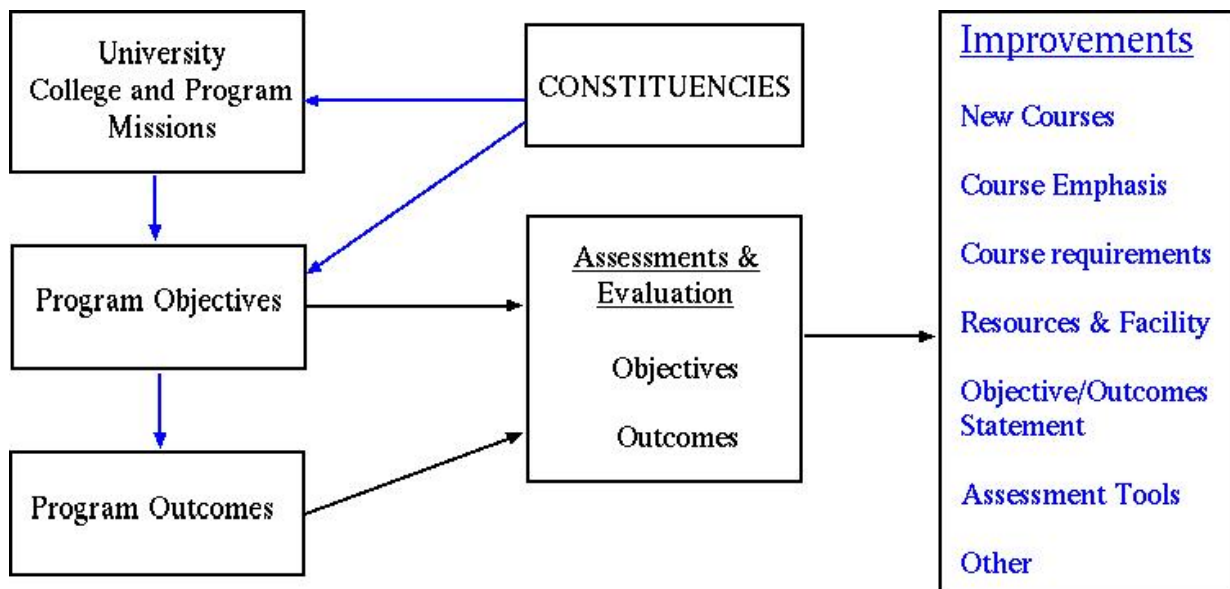 University
College and Program
Missions
CONSTITUENCIES
Program Objectives
Program Outcomes
Assessments &
Evaluation
Objectives
Outcomes
Improvements
New Courses
Course Emphasis
Course requirements
Resources & Facility
Objective/Outcomes
Statement
Assessment Tools
Other